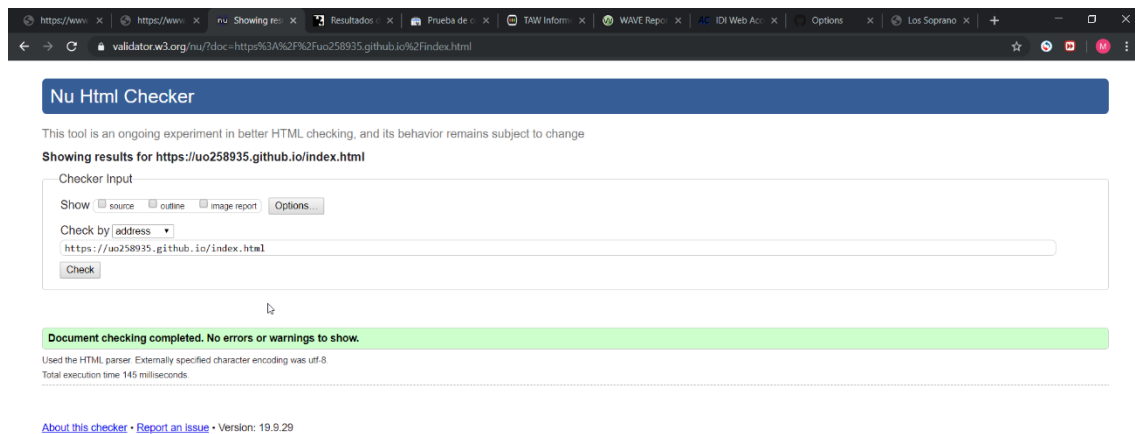 https://www nu Showing res Resultados d Prueba de c TAW Inform WAVE Repor AC IDI Web Acc Options Los Soprano
https://www
validator.w3.org/nu/?doc=https%3A%2F%2Fuo258935.github.io%2Findex.html M
Nu Html Checker
This tool is an ongoing experiment in better HTML checking, and its behavior remains subject to change
Showing results for https://uo258935.github.io/index.html
Checker Input
Show source outline image report Options...
Check by address
https://uo258935.github.io/index.html
Check
Document checking completed. No errors or warnings to show.
Used the HTML parser. Externally specified character encoding was utf-8.
Total execution time 145 milliseconds.
About this checker • Report an issue • Version: 19.9.29